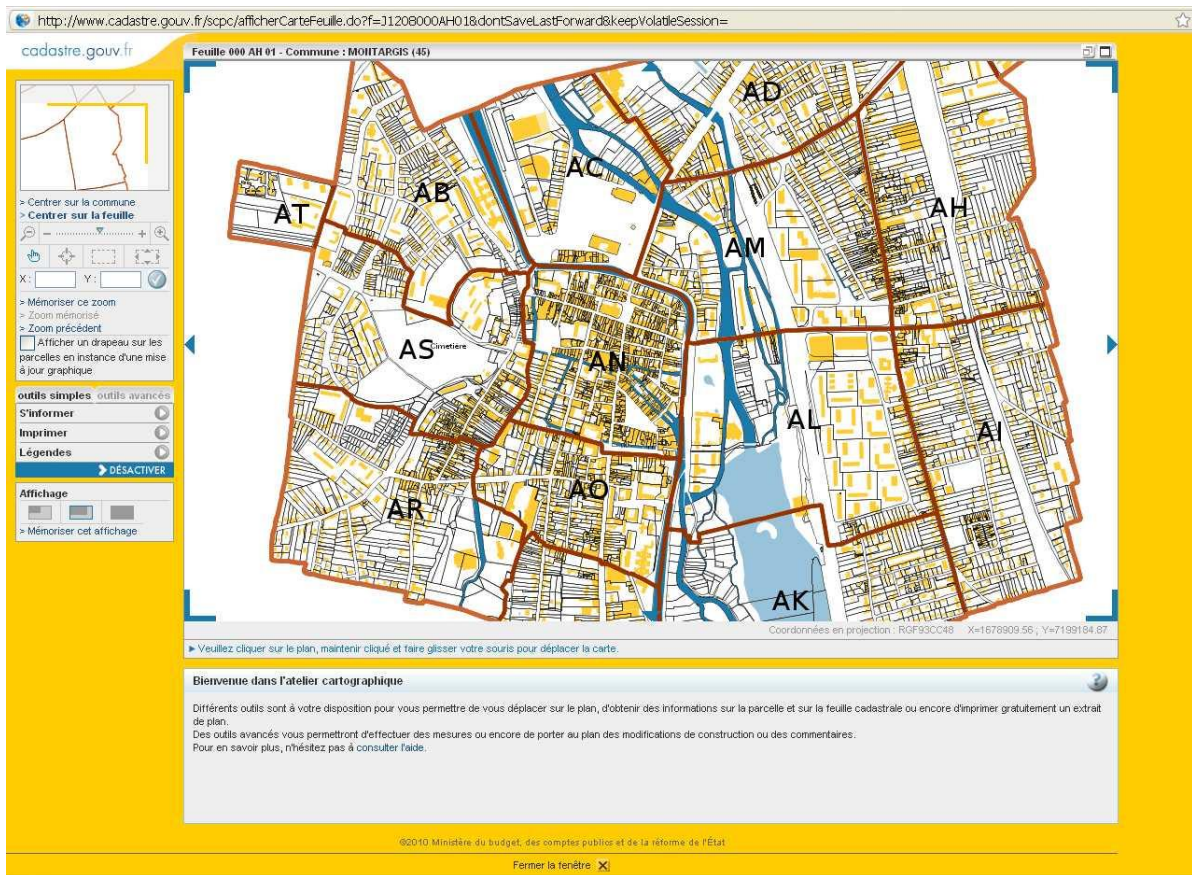 http://www.cadastre.gouv.fr/scpc/afficherCarteFeuille.do?f=J1208000AH01&dontSaveLastForward&keepVolatileSession=
cadastre.gouv.fr
Feuille 000 AH 01 - Commune : MONTARGIS (45)
> Centrer sur la commune
> Centrer sur la feuille
X : Y :
> Mémoriser ce zoom
> Zoom mémorisé
> Zoom précédent
Afficher un drapeau sur les
parcelles en instance d'une mise
à jour graphique
outils simples outils avancés
S'informer
Imprimer
Légendes
DÉSACTIVER
Affichage
> Mémoriser cet affichage
AD
AC
AB
AT
AH
AM
AS
Cimetière
AN
AL
AI
AO
AR
AK
Coordonnées en projection : RGF93CC48 X=1678909.56 ; Y=7199184.87
Veuillez cliquer sur le plan, maintenir cliqué et faire glisser votre souris pour déplacer la carte.
Bienvenue dans l'atelier cartographique
Différents outils sont à votre disposition pour vous permettre de vous déplacer sur le plan, d'obtenir des informations sur la parcelle et sur la feuille cadastrale ou encore d'imprimer gratuitement un extrait
de plan.
Des outils avancés vous permettront d'effectuer des mesures ou encore de porter au plan des modifications de construction ou des commentaires.
Pour en savoir plus, n'hésitez pas à consulter l'aide.
©2010 Ministère du budget, des comptes publics et de la réforme de l'État
Fermer la fenêtre